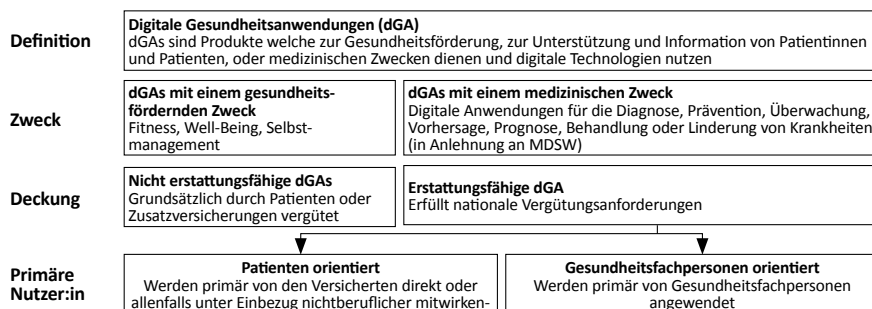 Definition
Digitale Gesundheitsanwendungen (dGA)
dGAs sind Produkte welche zur Gesundheitsförderung, zur Unterstützung und Information von Patientinnen
und Patienten, oder medizinischen Zwecken dienen und digitale Technologien nutzen
Zweck
dGAs mit einem gesundheits-
fördernden Zweck
Fitness, Well-Being, Selbst-
management
dGAs mit einem medizinischen Zweck
Digitale Anwendungen für die Diagnose, Prävention, Überwachung,
Vorhersage, Prognose, Behandlung oder Linderung von Krankheiten
(in Anlehnung an MDSW)
Deckung
Nicht erstattungsfähige dGAs
Grundsätzlich durch Patienten oder
Zusatzversicherungen vergütet
Erstattungsfähige dGA
Erfüllt nationale Vergütungsanforderungen
Primäre
Nutzer:in
Patienten orientiert
Werden primär von den Versicherten direkt oder
allenfalls unter Einbezug nichtberuflicher mitwirken-
Gesundheitsfachpersonen orientiert
Werden primär von Gesundheitsfachpersonen
angewendet